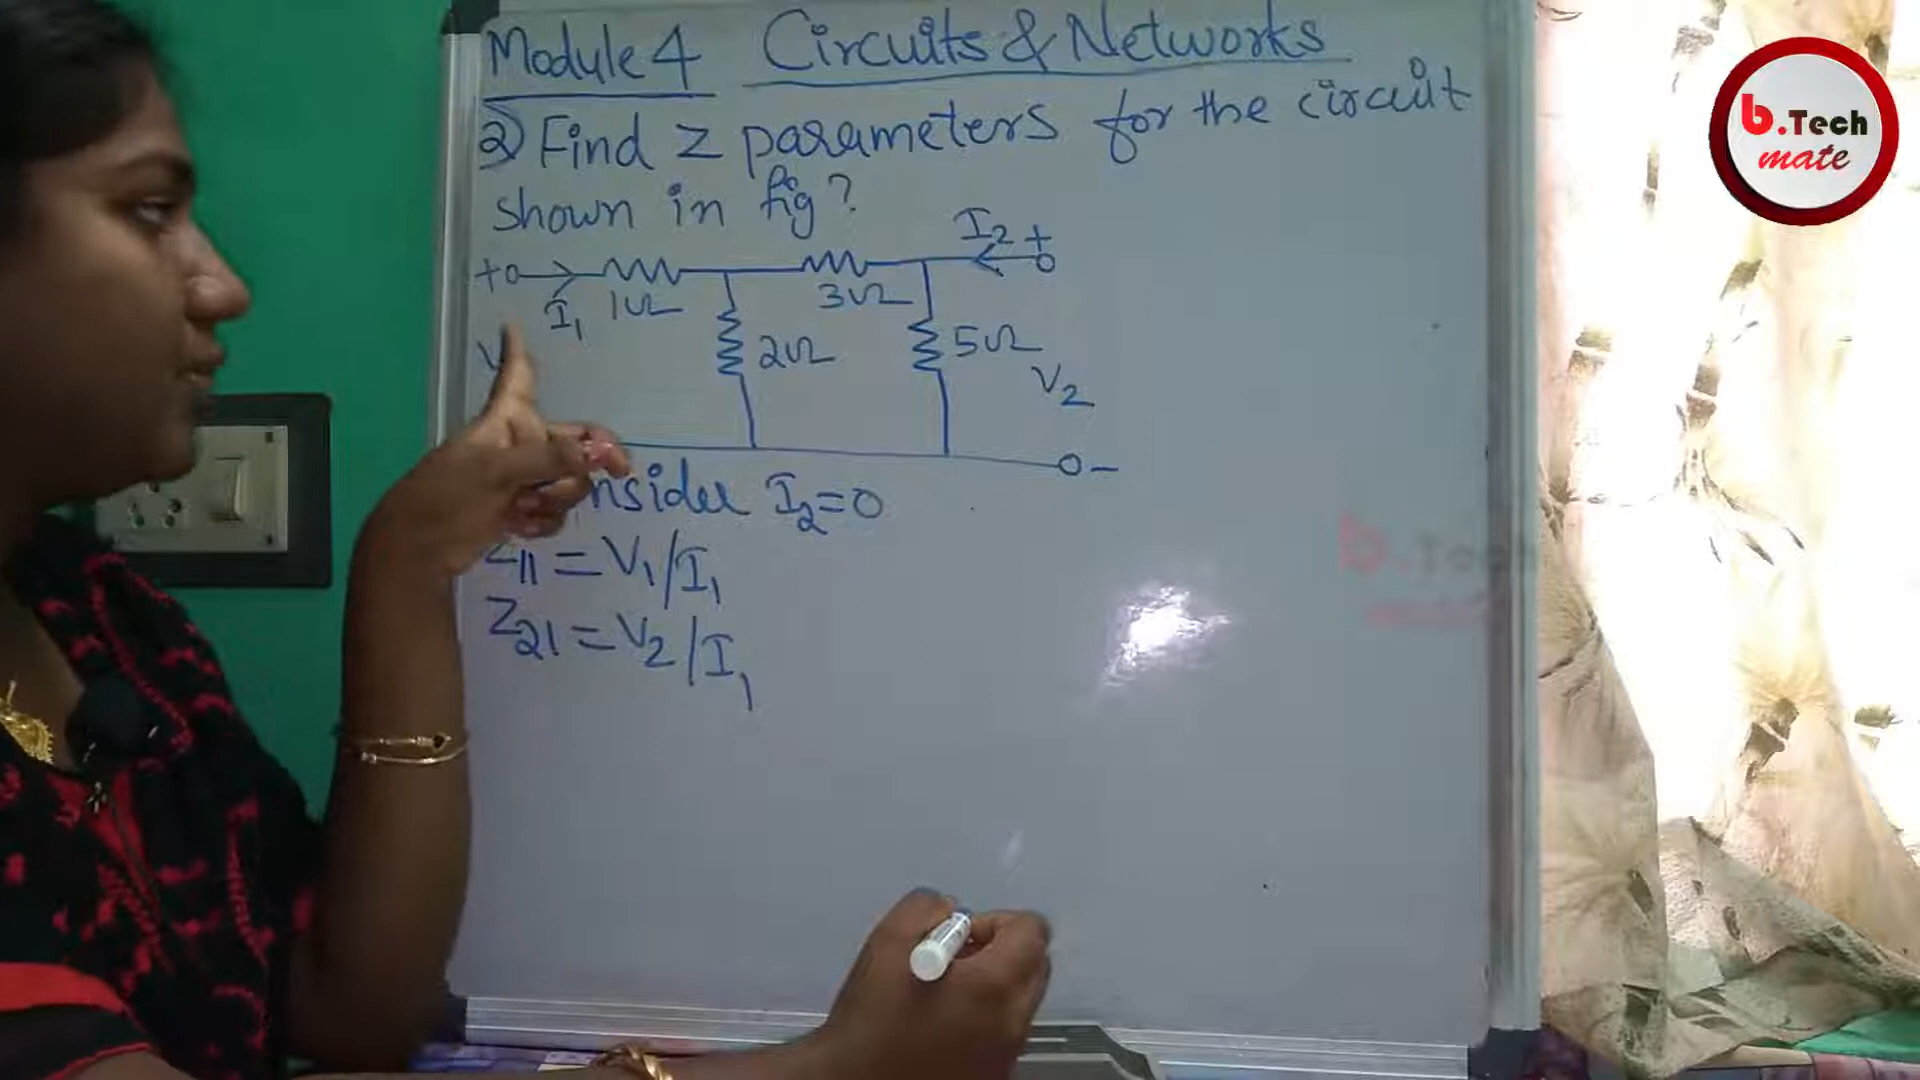 Module 4 Circuits & Networks
2) Find Z parameters for the circuit
shown in fig?
I2 +
+
I1 1Ω 3Ω
2Ω 5Ω
V
V2
-
I2=0
Z11 = V1/I1
Z21 = V2/I1
b.Tech
mate
b.Tech